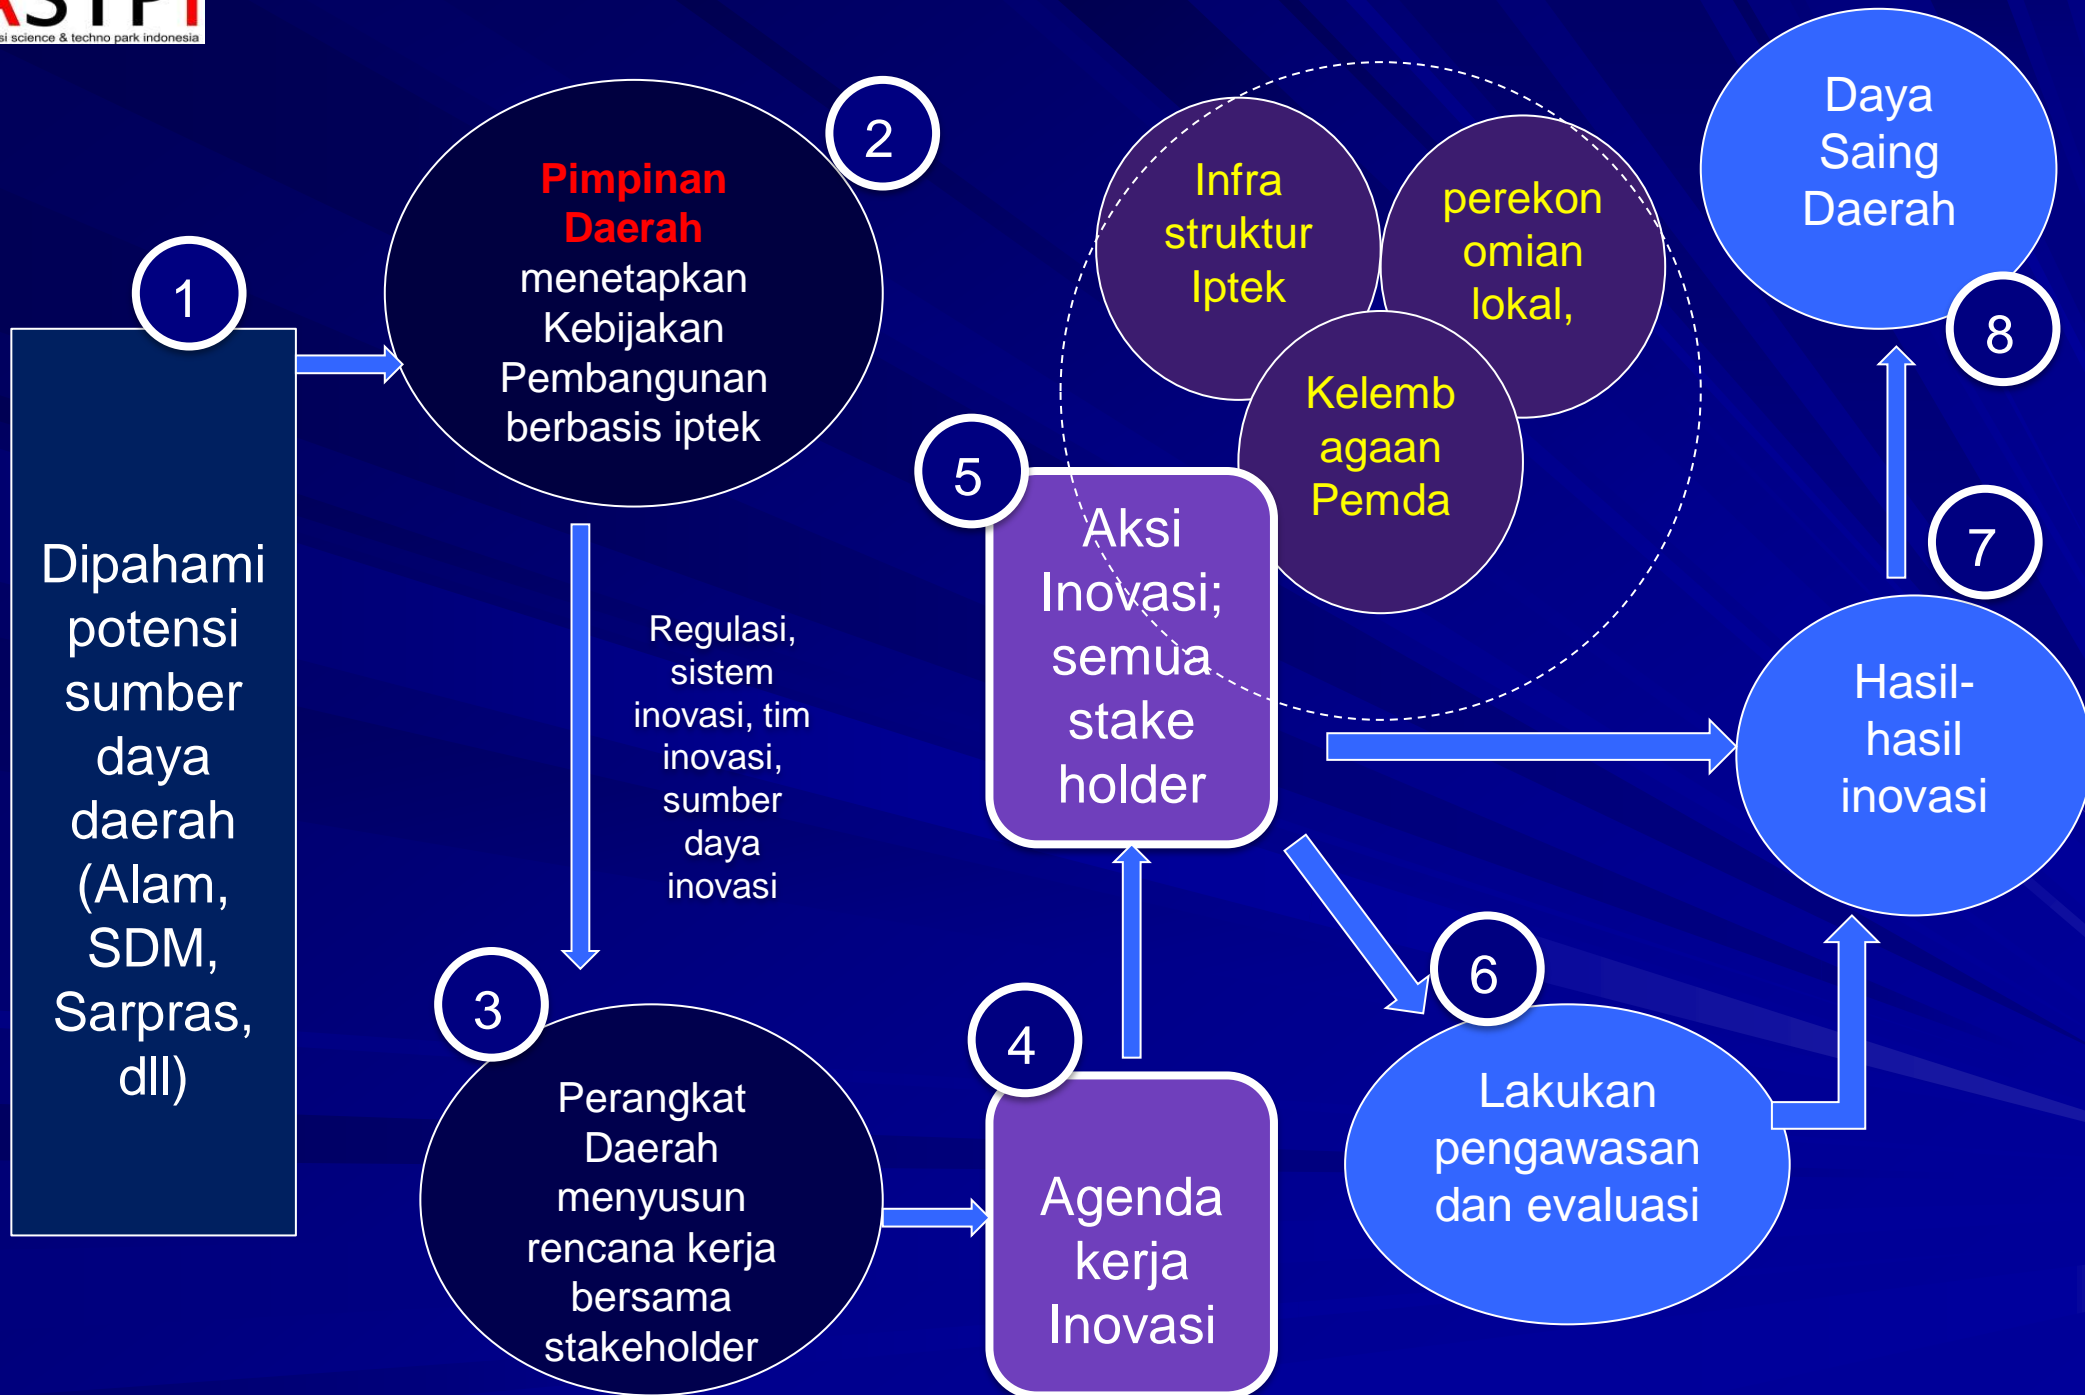 si science & techno park indonesia
1
Dipahami
potensi
sumber
daya
daerah
(Alam,
SDM,
Sarpras,
dll)
2
Pimpinan
Daerah
menetapkan
Kebijakan
Pembangunan
berbasis iptek
Regulasi,
sistem
inovasi, tim
inovasi,
sumber
daya
inovasi
3
Perangkat
Daerah
menyusun
rencana kerja
bersama
stakeholder
4
Agenda
kerja
Inovasi
5
Aksi
Inovasi;
semua
stake
holder
Infra
struktur
Iptek
perekon
omian
lokal,
Kelemb
agaan
Pemda
6
Lakukan
pengawasan
dan evaluasi
7
Hasil-
hasil
inovasi
8
Daya
Saing
Daerah